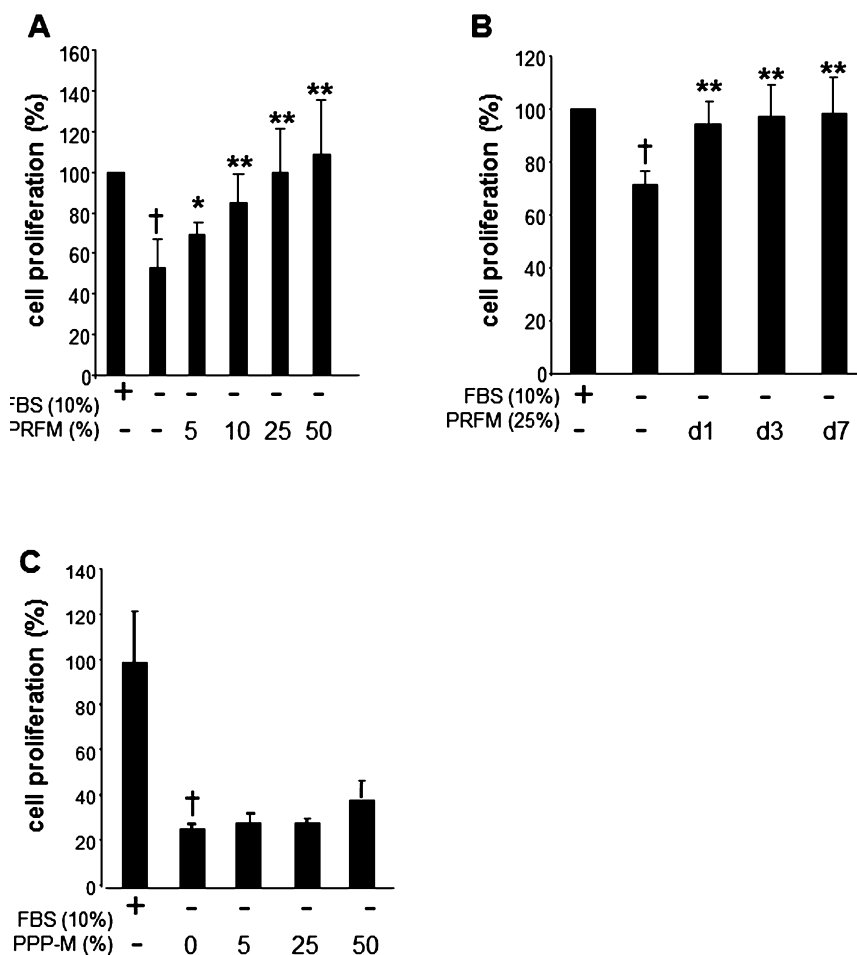 A
cell proliferation (%)
160
140
120
100
80
60
40
20
0
† * ** ** **
+ - - - - -
FBS (10%)
PRFM (%) - - 5 10 25 50
B
cell proliferation (%)
120
100
80
60
40
20
0
† ** ** **
FBS (10%) + - - - -
PRFM (25%) - - d1 d3 d7
C
cell proliferation (%)
140
120
100
80
60
40
20
0
†
FBS (10%) + - - - -
PPP-M (%) - 0 5 25 50